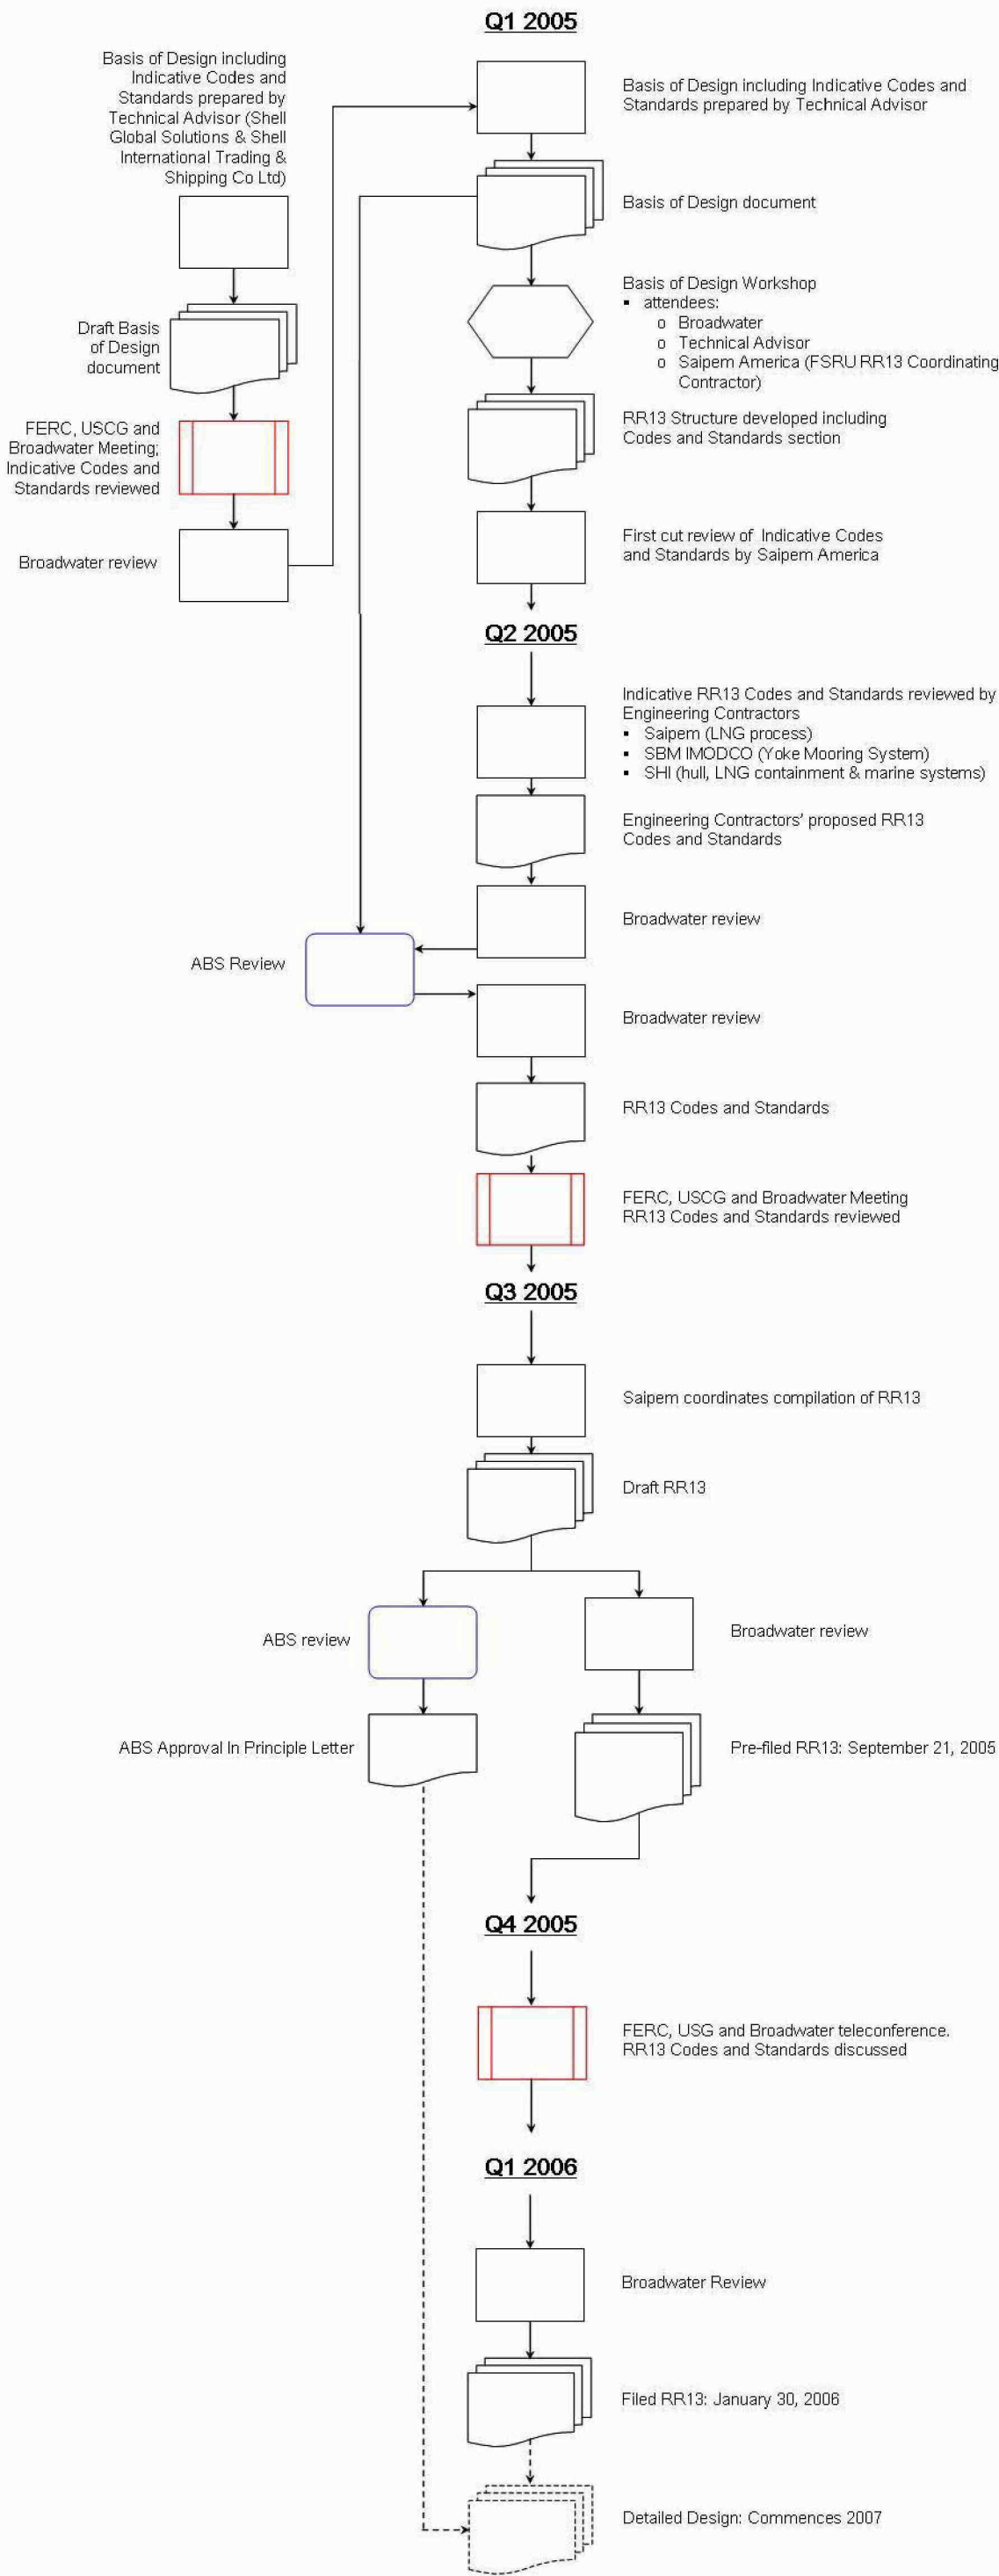 Q1 2005
Basis of Design including
Indicative Codes and
Standards prepared by
Technical Advisor (Shell
Global Solutions & Shell
International Trading &
Shipping Co Ltd)
Draft Basis
of Design
document
FERC, USCG and
Broadwater Meeting;
Indicative Codes and
Standards reviewed
Broadwater review
Basis of Design including Indicative Codes and
Standards prepared by Technical Advisor
Basis of Design document
Basis of Design Workshop
▪ attendees:
o Broadwater
o Technical Advisor
o Saipem America (FSRU RR13 Coordinating
Contractor)
RR13 Structure developed including
Codes and Standards section
First cut review of Indicative Codes
and Standards by Saipem America
Q2 2005
Indicative RR13 Codes and Standards reviewed by
Engineering Contractors
▪ Saipem (LNG process)
▪ SBM IMODCO (Yoke Mooring System)
▪ SHI (hull, LNG containment & marine systems)
Engineering Contractors' proposed RR13
Codes and Standards
Broadwater review
ABS Review
Broadwater review
RR13 Codes and Standards
FERC, USCG and Broadwater Meeting
RR13 Codes and Standards reviewed
Q3 2005
Saipem coordinates compilation of RR13
Draft RR13
ABS review
Broadwater review
ABS Approval In Principle Letter
Pre-filed RR13: September 21, 2005
Q4 2005
FERC, USG and Broadwater teleconference.
RR13 Codes and Standards discussed
Q1 2006
Broadwater Review
Filed RR13: January 30, 2006
Detailed Design: Commences 2007